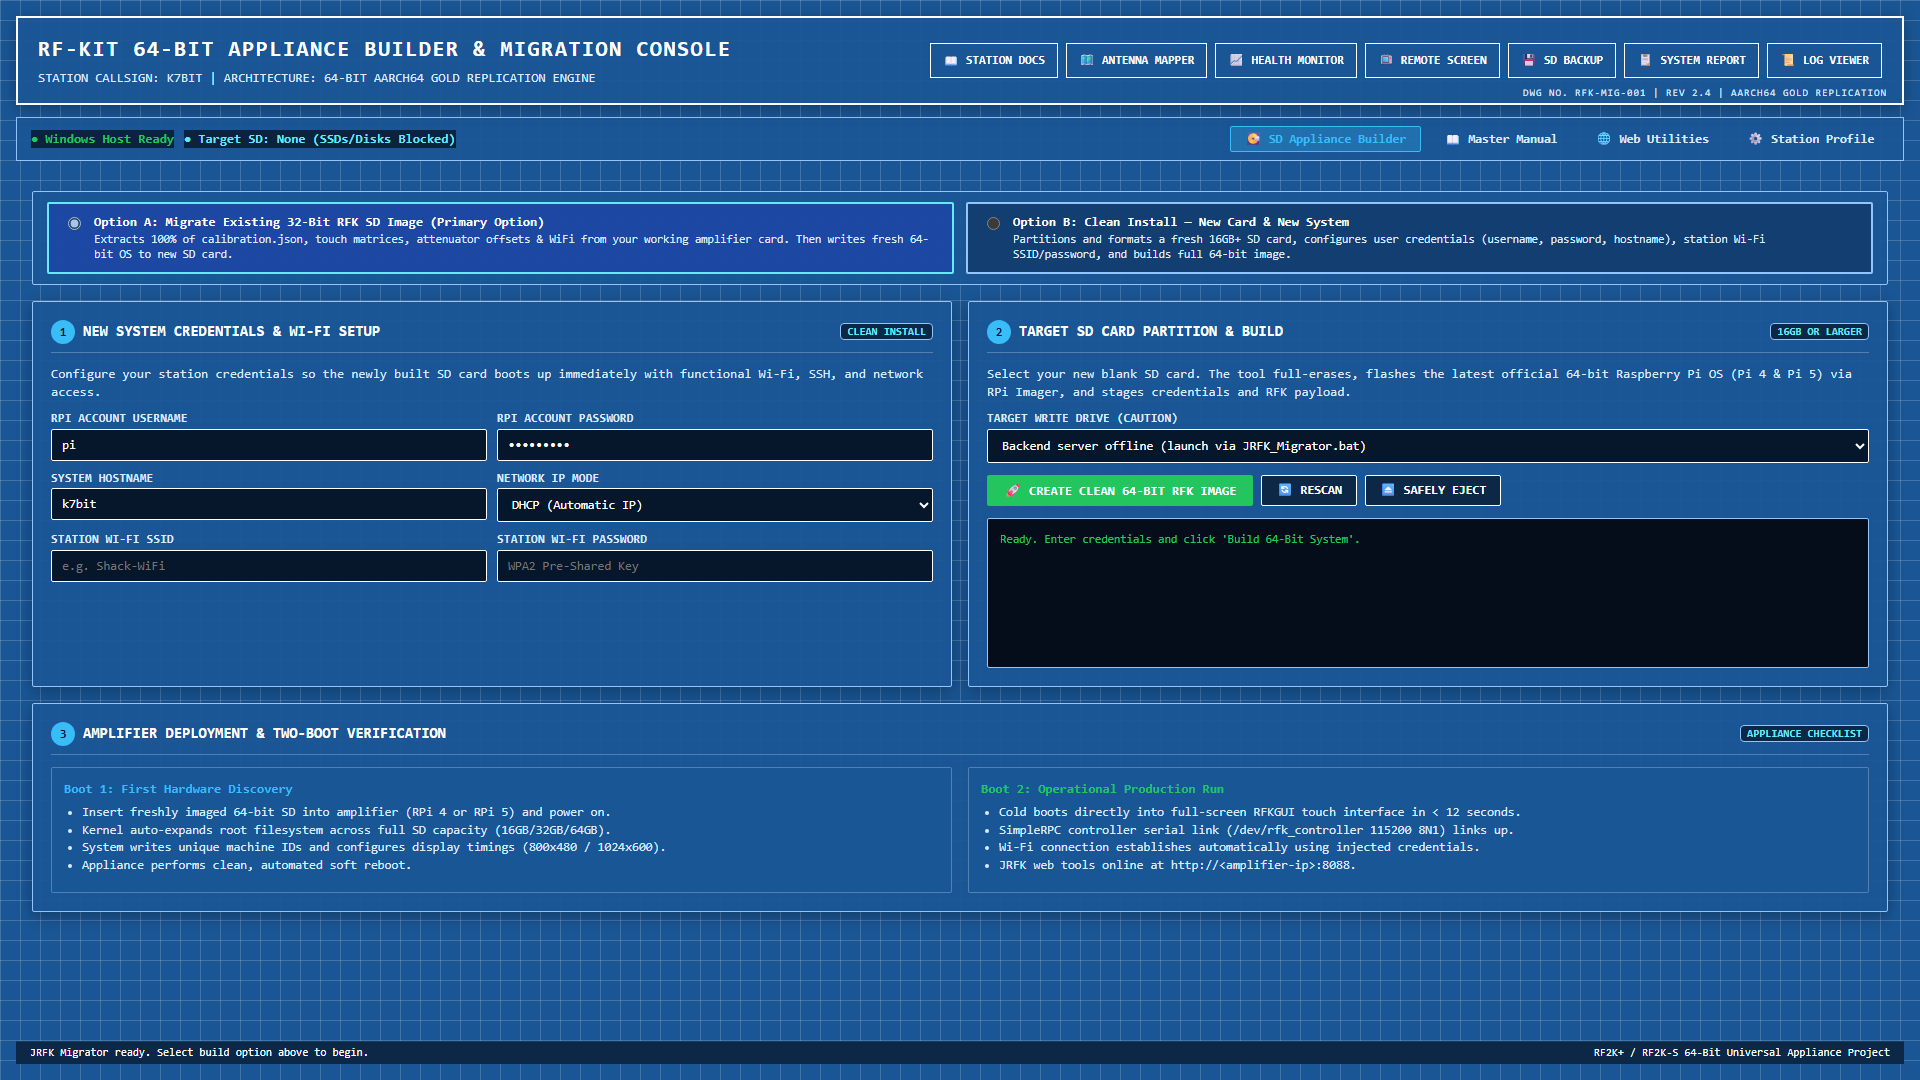 RF-KIT 64-BIT APPLIANCE BUILDER & MIGRATION CONSOLE
STATION CALLSIGN: K7BIT | ARCHITECTURE: 64-BIT AARCH64 GOLD REPLICATION ENGINE
STATION DOCS
ANTENNA MAPPER
HEALTH MONITOR
REMOTE SCREEN
SD BACKUP
SYSTEM REPORT
LOG VIEWER
DWG NO. RFK-MIG-001 | REV 2.4 | AARCH64 GOLD REPLICATION
● Windows Host Ready
● Target SD: None (SSDs/Disks Blocked)
SD Appliance Builder
Master Manual
Web Utilities
Station Profile
Option A: Migrate Existing 32-Bit RFK SD Image (Primary Option)
Extracts 100% of calibration.json, touch matrices, attenuator offsets & WiFi from your working amplifier card. Then writes fresh 64-
bit OS to new SD card.
Option B: Clean Install — New Card & New System
Partitions and formats a fresh 16GB+ SD card, configures user credentials (username, password, hostname), station Wi-Fi
SSID/password, and builds full 64-bit image.
1 NEW SYSTEM CREDENTIALS & WI-FI SETUP
CLEAN INSTALL
Configure your station credentials so the newly built SD card boots up immediately with functional Wi-Fi, SSH, and network
access.
RPI ACCOUNT USERNAME
pi
RPI ACCOUNT PASSWORD
•••••••••
SYSTEM HOSTNAME
k7bit
NETWORK IP MODE
DHCP (Automatic IP)
STATION WI-FI SSID
e.g. Shack-WiFi
STATION WI-FI PASSWORD
WPA2 Pre-Shared Key
2 TARGET SD CARD PARTITION & BUILD
16GB OR LARGER
Select your new blank SD card. The tool full-erases, flashes the latest official 64-bit Raspberry Pi OS (Pi 4 & Pi 5) via
RPi Imager, and stages credentials and RFK payload.
TARGET WRITE DRIVE (CAUTION)
Backend server offline (launch via JRFK_Migrator.bat)
CREATE CLEAN 64-BIT RFK IMAGE
RESCAN
SAFELY EJECT
Ready. Enter credentials and click 'Build 64-Bit System'.
3 AMPLIFIER DEPLOYMENT & TWO-BOOT VERIFICATION
APPLIANCE CHECKLIST
Boot 1: First Hardware Discovery
• Insert freshly imaged 64-bit SD into amplifier (RPi 4 or RPi 5) and power on.
• Kernel auto-expands root filesystem across full SD capacity (16GB/32GB/64GB).
• System writes unique machine IDs and configures display timings (800x480 / 1024x600).
• Appliance performs clean, automated soft reboot.
Boot 2: Operational Production Run
• Cold boots directly into full-screen RFKGUI touch interface in < 12 seconds.
• SimpleRPC controller serial link (/dev/rfk_controller 115200 8N1) links up.
• Wi-Fi connection establishes automatically using injected credentials.
• JRFK web tools online at http://<amplifier-ip>:8088.
JRFK Migrator ready. Select build option above to begin.
RF2K+ / RF2K-S 64-Bit Universal Appliance Project